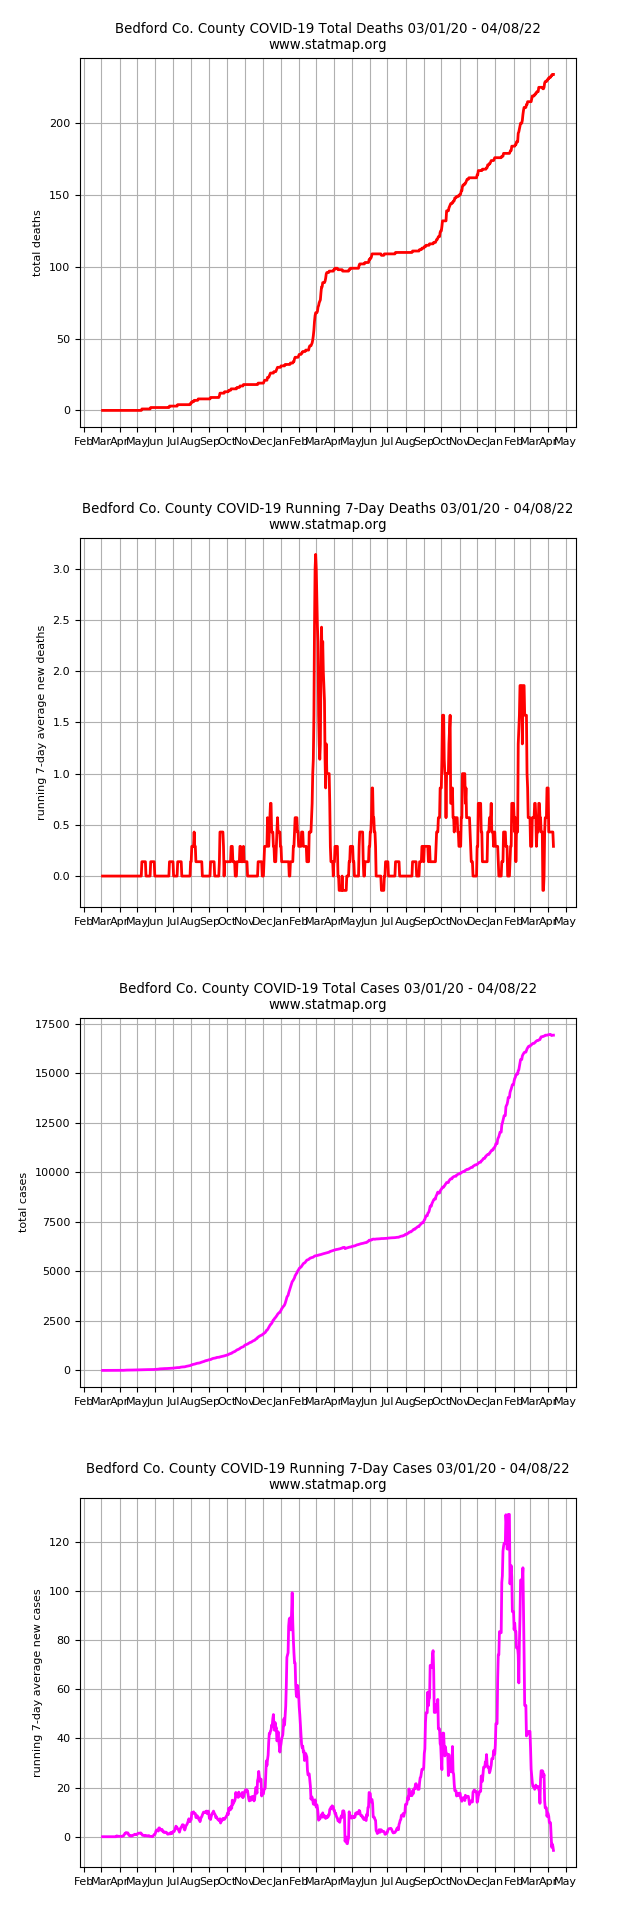 Bedford Co. County COVID-19 Total Deaths 03/01/20 - 04/08/22
www.statmap.org
200
150
100
50
0
total deaths
Feb Mar Apr May Jun Jul Aug Sep Oct Nov Dec Jan Feb Mar Apr May Jun Jul Aug Sep Oct Nov Dec Jan Feb Mar Apr May
Bedford Co. County COVID-19 Running 7-Day Deaths 03/01/20 - 04/08/22
www.statmap.org
3.0
2.5
2.0
1.5
1.0
0.5
0.0
running 7-day average new deaths
Feb Mar Apr May Jun Jul Aug Sep Oct Nov Dec Jan Feb Mar Apr May Jun Jul Aug Sep Oct Nov Dec Jan Feb Mar Apr May
Bedford Co. County COVID-19 Total Cases 03/01/20 - 04/08/22
www.statmap.org
17500
15000
12500
10000
7500
5000
2500
0
total cases
Feb Mar Apr May Jun Jul Aug Sep Oct Nov Dec Jan Feb Mar Apr May Jun Jul Aug Sep Oct Nov Dec Jan Feb Mar Apr May
Bedford Co. County COVID-19 Running 7-Day Cases 03/01/20 - 04/08/22
www.statmap.org
120
100
80
60
40
20
0
running 7-day average new cases
Feb Mar Apr May Jun Jul Aug Sep Oct Nov Dec Jan Feb Mar Apr May Jun Jul Aug Sep Oct Nov Dec Jan Feb Mar Apr May